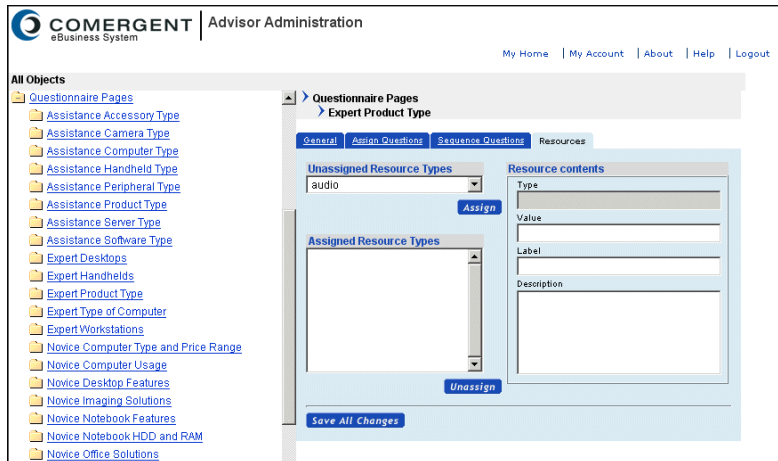 COMERGENT Advisor Administration
eBusiness System
My Home | My Account | About | Help | Logout
All Objects
Questionnaire Pages
Assistance Accessory Type
Assistance Camera Type
Assistance Computer Type
Assistance Handheld Type
Assistance Peripheral Type
Assistance Product Type
Assistance Server Type
Assistance Software Type
Expert Desktops
Expert Handhelds
Expert Product Type
Expert Type of Computer
Expert Workstations
Novice Computer Type and Price Range
Novice Computer Usage
Novice Desktop Features
Novice Imaging Solutions
Novice Notebook Features
Novice Notebook HDD and RAM
Novice Office Solutions
Questionnaire Pages
Expert Product Type
General Assign Questions Sequence Questions Resources
Unassigned Resource Types
audio
Assign
Assigned Resource Types
Unassign
Resource contents
Type
Value
Label
Description
Save All Changes